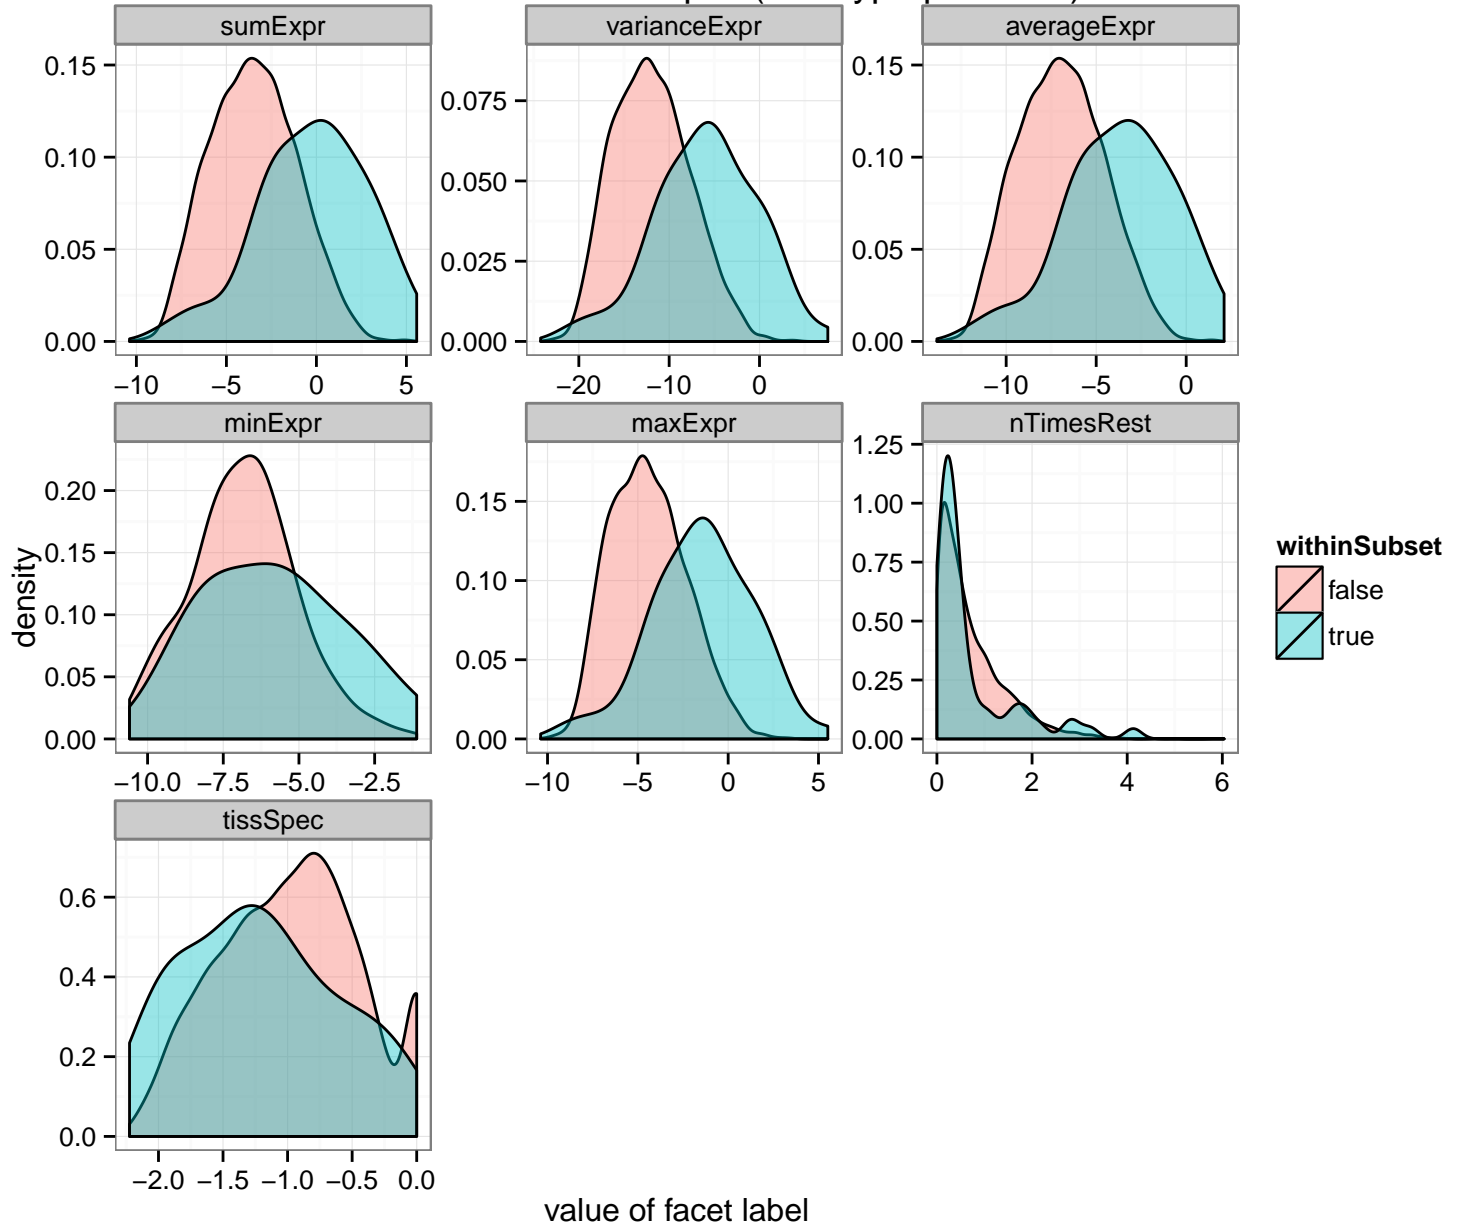 sumExpr varianceExpr averageExpr
0.15 0.10 0.05 0.00
0.075 0.050 0.025 0.000
0.15 0.10 0.05 0.00
−10 −5 0 5
−20 −10 0
−10 −5 0
minExpr maxExpr nTimesRest
density
0.20 0.15 0.10 0.05 0.00
0.15 0.10 0.05 0.00
1.25 1.00 0.75 0.50 0.25 0.00
−10.0 −7.5 −5.0 −2.5
−10 −5 0 5
0 2 4 6
withinSubset
false
true
tissSpec
0.6 0.4 0.2 0.0
−2.0 −1.5 −1.0 −0.5 0.0
value of facet label